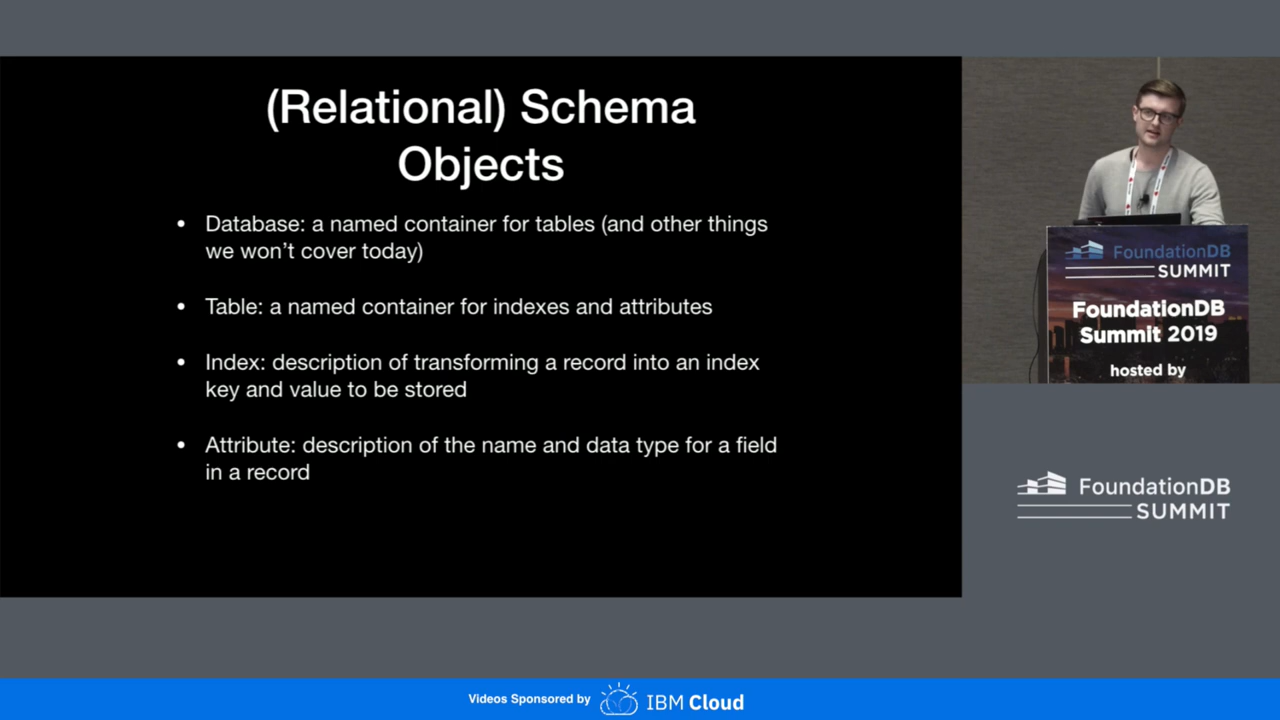 (Relational) Schema
Objects
• Database: a named container for tables (and other things
we won’t cover today)
• Table: a named container for indexes and attributes
• Index: description of transforming a record into an index
key and value to be stored
• Attribute: description of the name and data type for a field
in a record
FoundationDB
SUMMIT
FoundationDB
Summit 2019
hosted by
FoundationDB
SUMMIT
Videos Sponsored by IBM Cloud